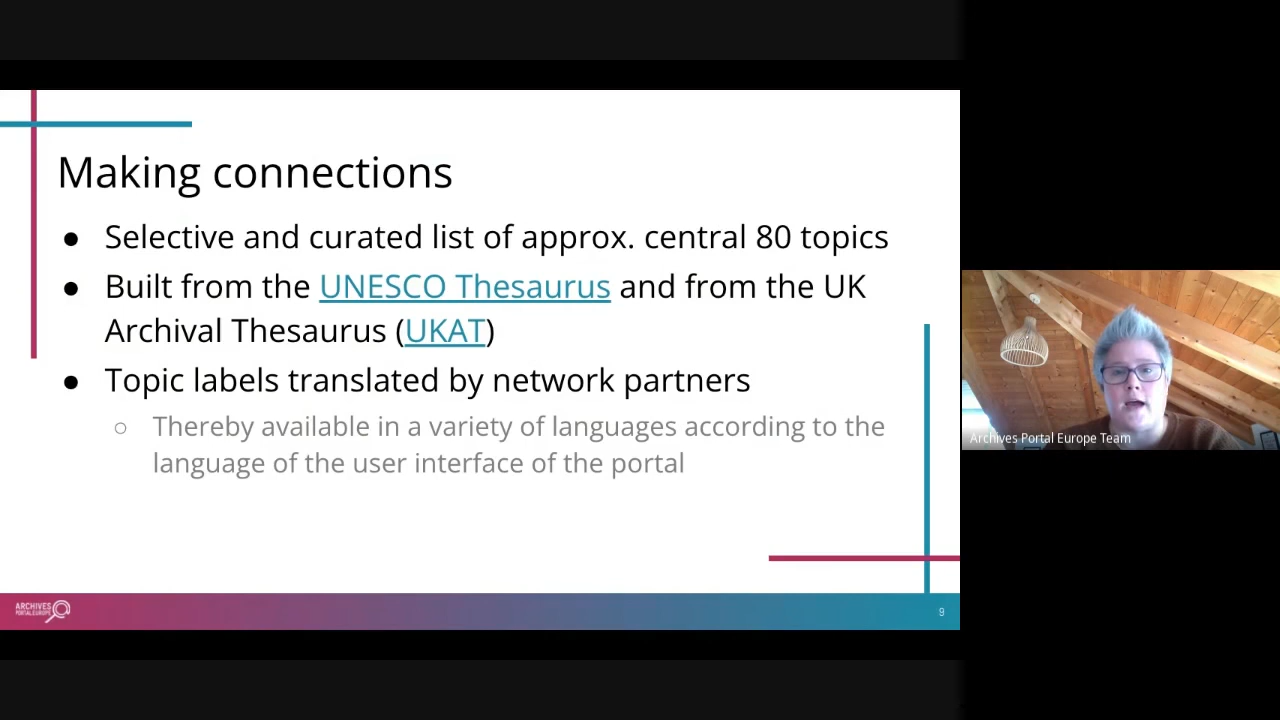 Making connections
● Selective and curated list of approx. central 80 topics
● Built from the UNESCO Thesaurus and from the UK
Archival Thesaurus (UKAT)
● Topic labels translated by network partners
○ Thereby available in a variety of languages according to the
language of the user interface of the portal
Archives Portal Europe Team
ARCHIVES
PORTAL EUROPE
9